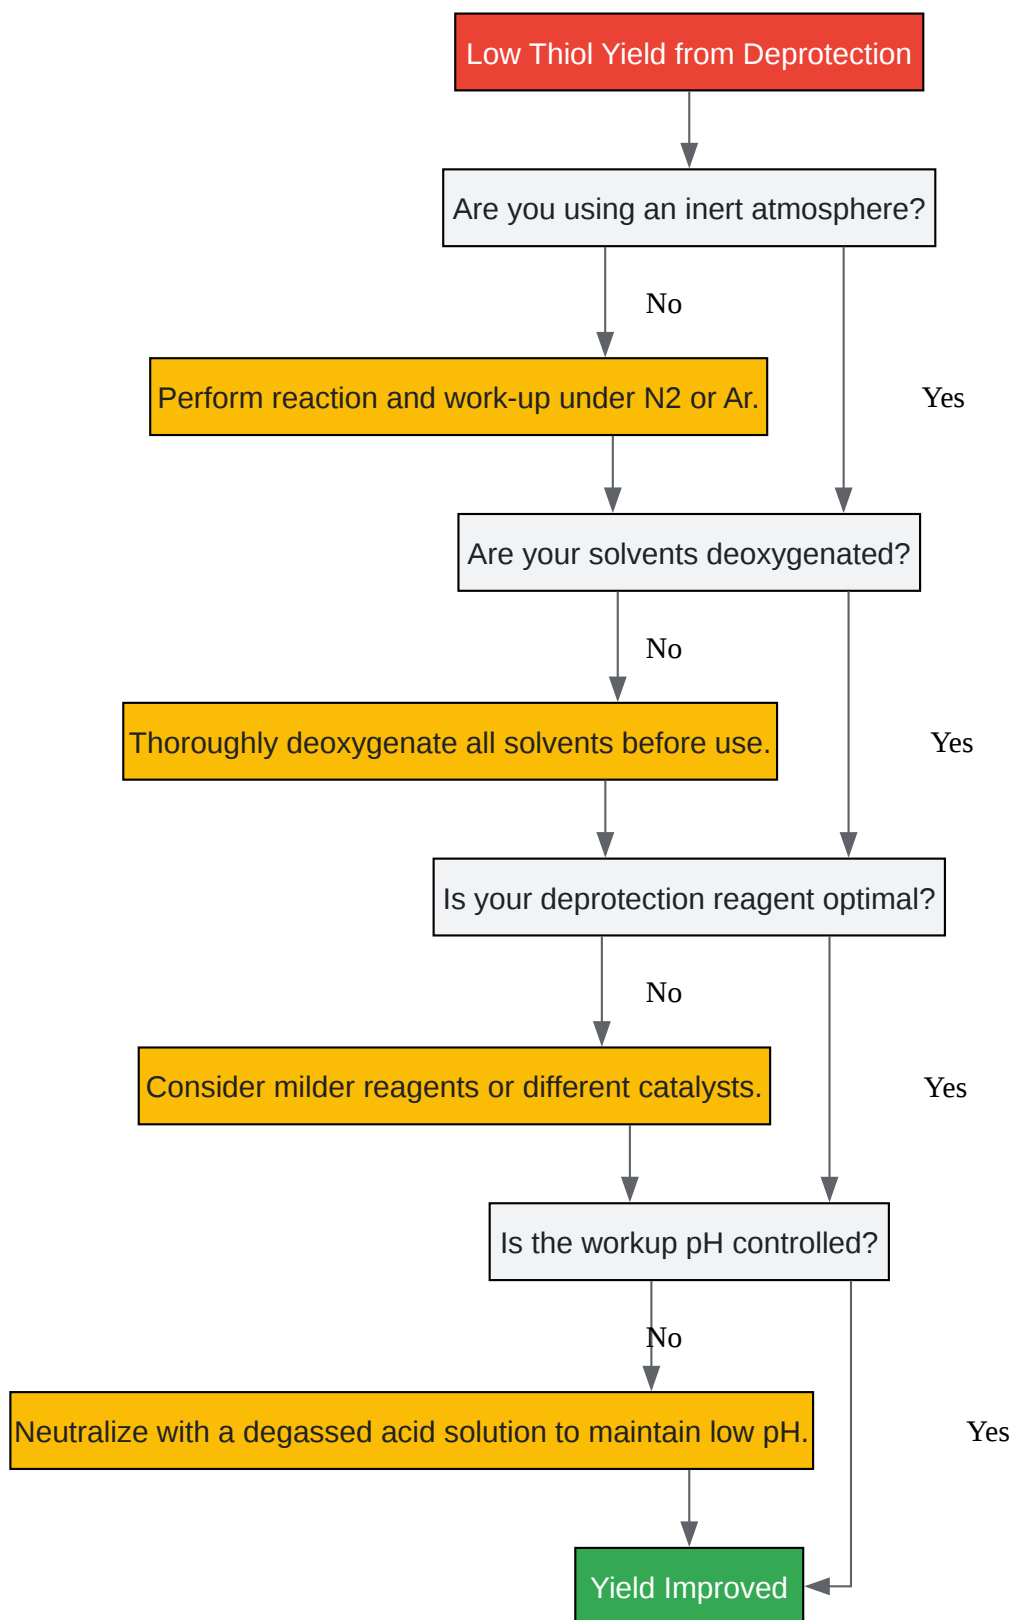 Low Thiol Yield from Deprotection
Are you using an inert atmosphere?
No
Perform reaction and work-up under N2 or Ar.
Yes
Are your solvents deoxygenated?
No
Thoroughly deoxygenate all solvents before use.
Yes
Is your deprotection reagent optimal?
No
Consider milder reagents or different catalysts.
Yes
Is the workup pH controlled?
No
Neutralize with a degassed acid solution to maintain low pH.
Yes
Yield Improved